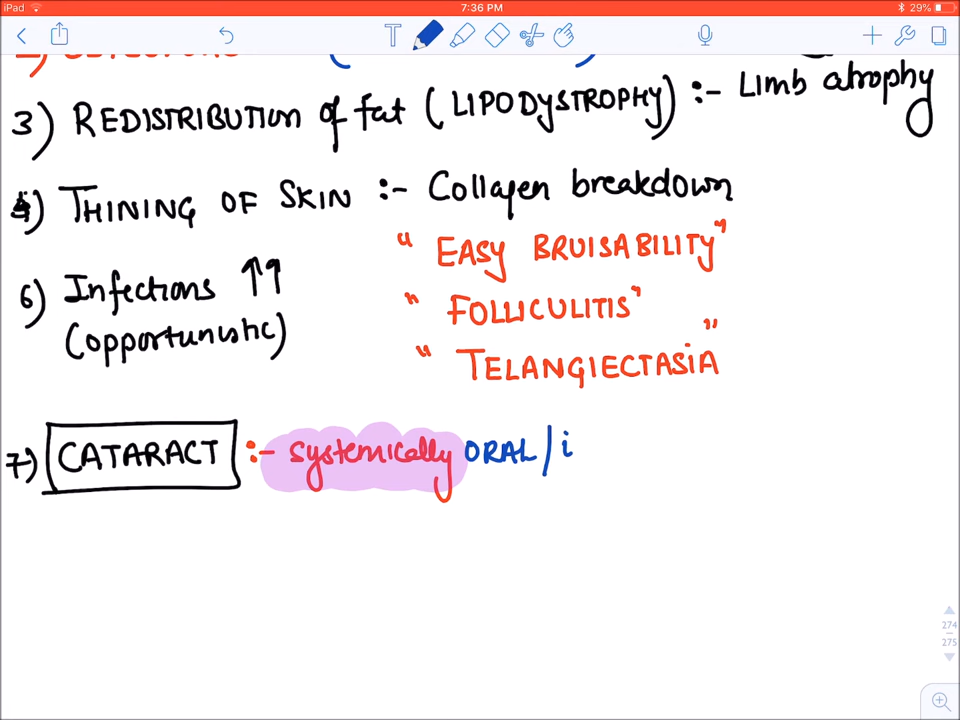 iPad 7:36 PM 29%
3) REDISTRIBUTION of fat (LIPODYSTROPHY) :- Limb atrophy
THINING OF SKIN :- Collagen breakdown
" EASY BRUISABILITY "
6) Infections ↑↑
" FOLLICULITIS "
(opportunistic)
" TELANGIECTASIA "
7) CATARACT :- systemically ORAL/i
274
275